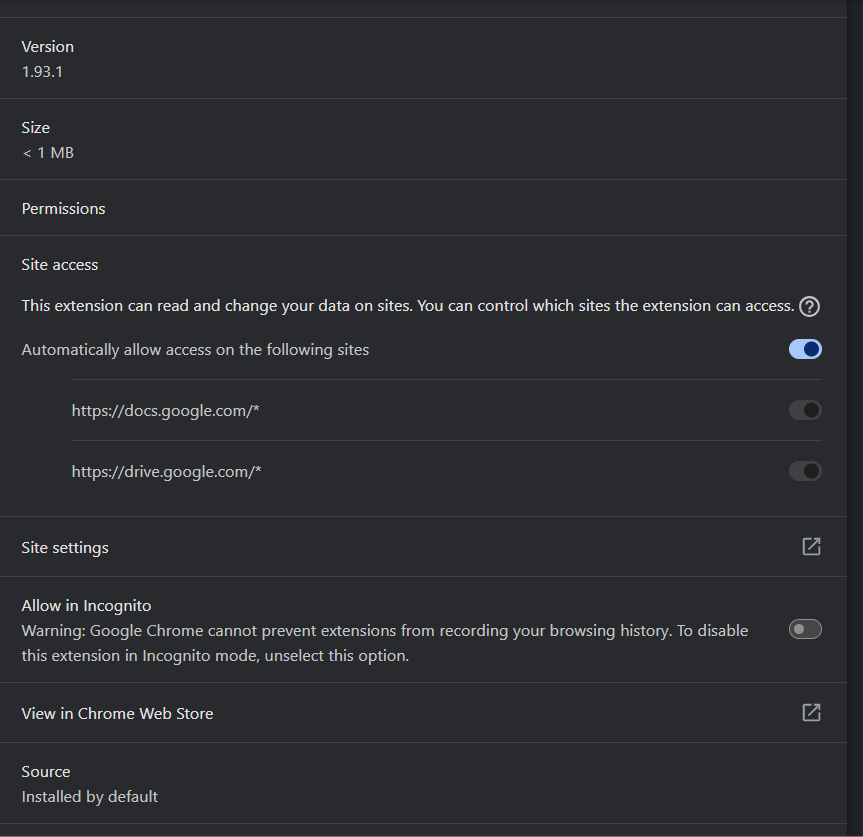 Version
1.93.1
Size
< 1 MB
Permissions
Site access
This extension can read and change your data on sites. You can control which sites the extension can access.
Automatically allow access on the following sites
https://docs.google.com/*
https://drive.google.com/*
Site settings
Allow in Incognito
Warning: Google Chrome cannot prevent extensions from recording your browsing history. To disable
this extension in Incognito mode, unselect this option.
View in Chrome Web Store
Source
Installed by default